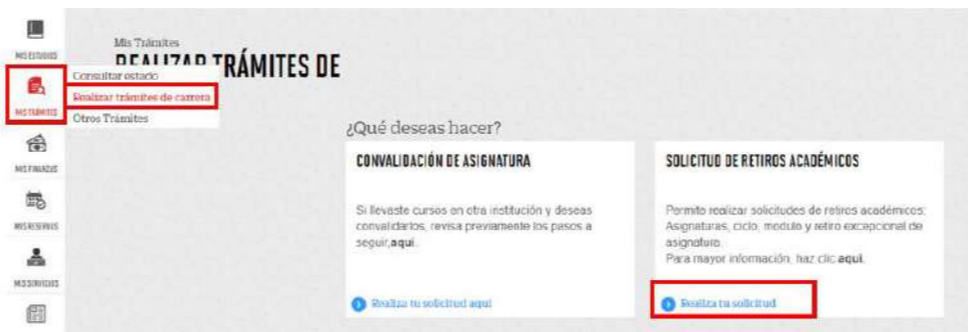 MIS ESTUDIOS
MIS TRÁMITES
MIS FINANZAS
MIS RESERVAS
MIS SERVICIOS
Mis Trámites
REALIZAR TRÁMITES DE
Consultar estado
Realizar trámites de carrera
Otros Trámites
¿Qué deseas hacer?
CONVALIDACIÓN DE ASIGNATURA
Si llevaste cursos en otra institución y deseas
convalidarlos, revisa previamente los pasos a
seguir,aquí.
Realiza tu solicitud aquí
SOLICITUD DE RETIROS ACADÉMICOS
Permite realizar solicitudes de retiros académicos:
Asignaturas, ciclo, modulo y retiro excepcional de
asignatura.
Para mayor información, haz clic aquí.
Realiza tu solicitud